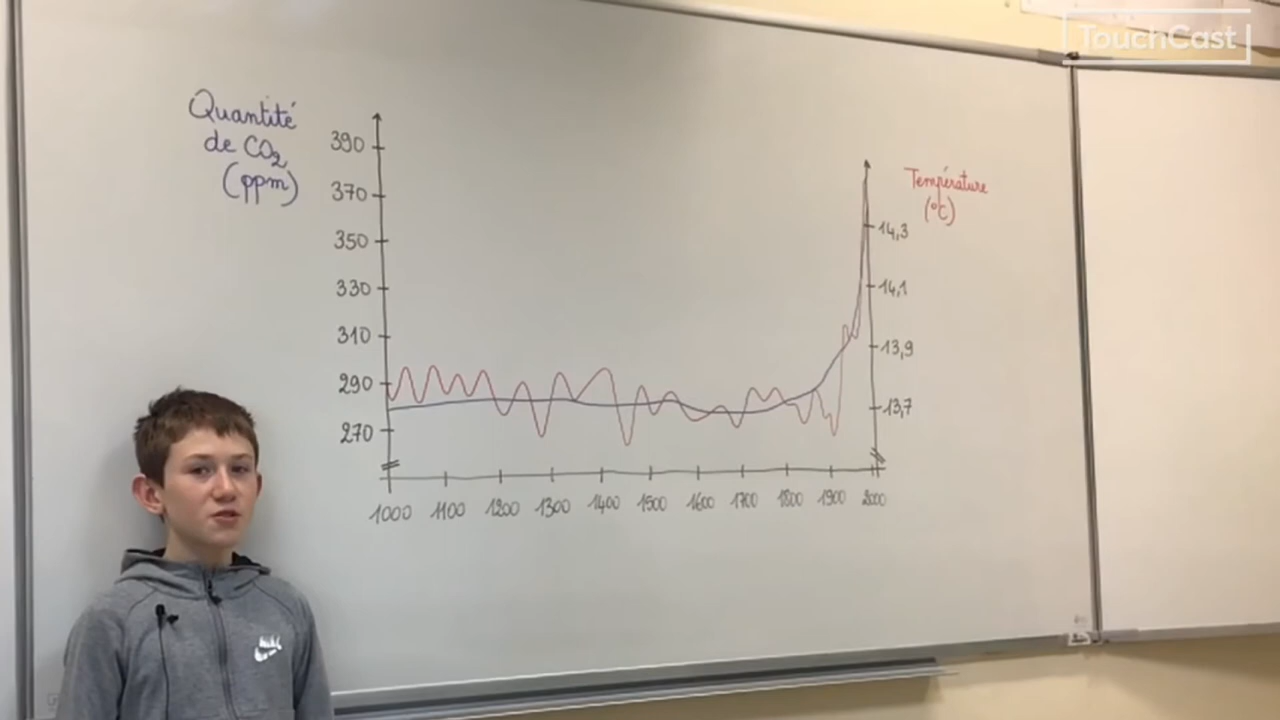 TouchCast
Quantité
de CO₂
(ppm)
390
370
350
330
310
290
270
Température
(°C)
14,3
14,1
13,9
13,7
1000 1100 1200 1300 1400 1500 1600 1700 1800 1900 2000